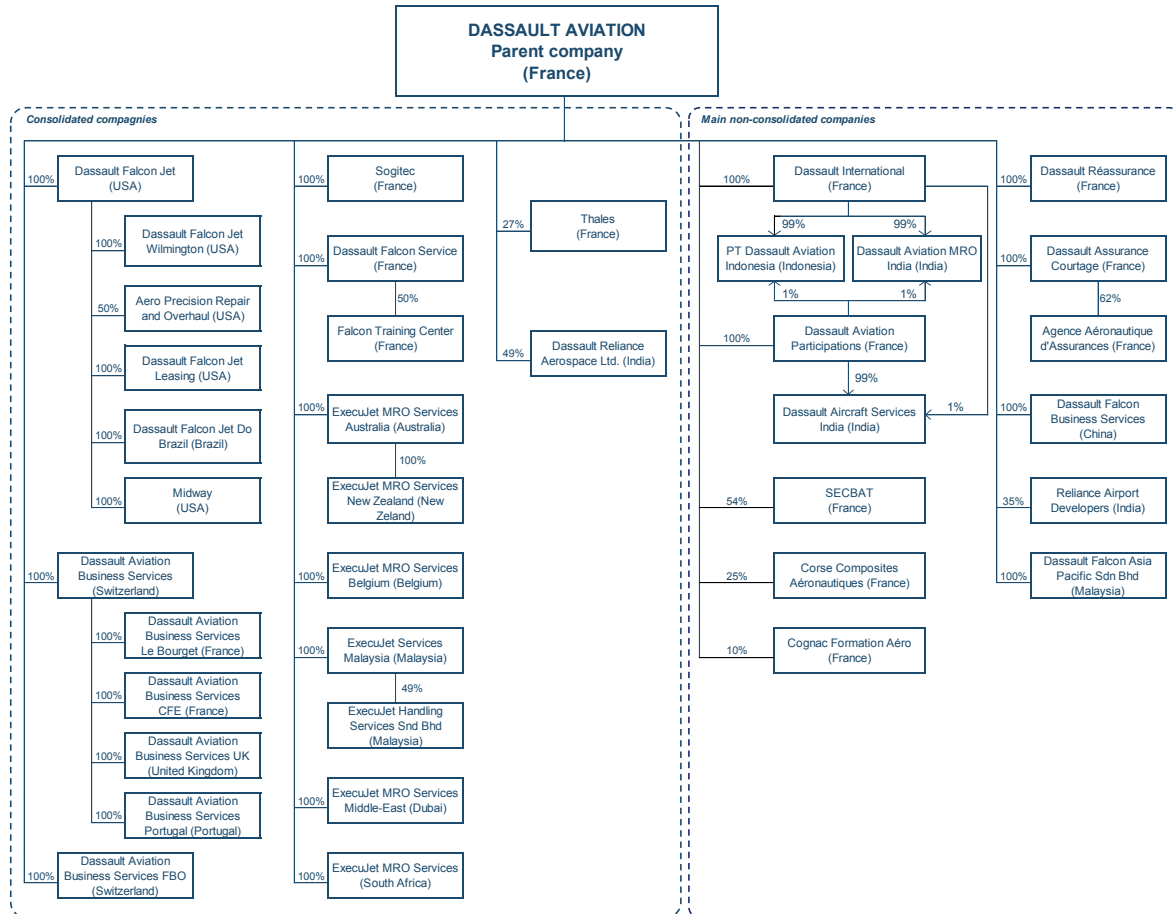 DASSAULT AVIATION
Parent company
(France)
Consolidated compagnies
100%
Dassault Falcon Jet
(USA)
100%
Dassault Falcon Jet
Wilmington (USA)
50%
Aero Precision Repair
and Overhaul (USA)
100%
Dassault Falcon Jet
Leasing (USA)
100%
Dassault Falcon Jet Do
Brazil (Brazil)
100%
Midway
(USA)
100%
Dassault Aviation
Business Services
(Switzerland)
100%
Dassault Aviation
Business Services
Le Bourget (France)
100%
Dassault Aviation
Business Services
CFE (France)
100%
Dassault Aviation
Business Services UK
(United Kingdom)
100%
Dassault Aviation
Business Services
Portugal (Portugal)
100%
Dassault Aviation
Business Services FBO
(Switzerland)
100%
Sogitec
(France)
100%
Dassault Falcon Service
(France)
50%
Falcon Training Center
(France)
100%
ExecuJet MRO Services
Australia (Australia)
100%
ExecuJet MRO Services
New Zealand (New
Zeland)
100%
ExecuJet MRO Services
Belgium (Belgium)
100%
ExecuJet Services
Malaysia (Malaysia)
49%
ExecuJet Handling
Services Snd Bhd
(Malaysia)
100%
ExecuJet MRO Services
Middle-East (Dubai)
100%
ExecuJet MRO Services
(South Africa)
27%
Thales
(France)
49%
Dassault Reliance
Aerospace Ltd. (India)
Main non-consolidated companies
100%
Dassault International
(France)
99%
99%
PT Dassault Aviation
Indonesia (Indonesia)
Dassault Aviation MRO
India (India)
1%
1%
100%
Dassault Aviation
Participations (France)
99%
Dassault Aircraft Services
India (India)
1%
54%
SECBAT
(France)
25%
Corse Composites
Aéronautiques (France)
10%
Cognac Formation Aéro
(France)
100%
Dassault Réassurance
(France)
100%
Dassault Assurance
Courtage (France)
62%
Agence Aéronautique
d'Assurances (France)
100%
Dassault Falcon
Business Services
(China)
35%
Reliance Airport
Developers (India)
100%
Dassault Falcon Asia
Pacific Sdn Bhd
(Malaysia)